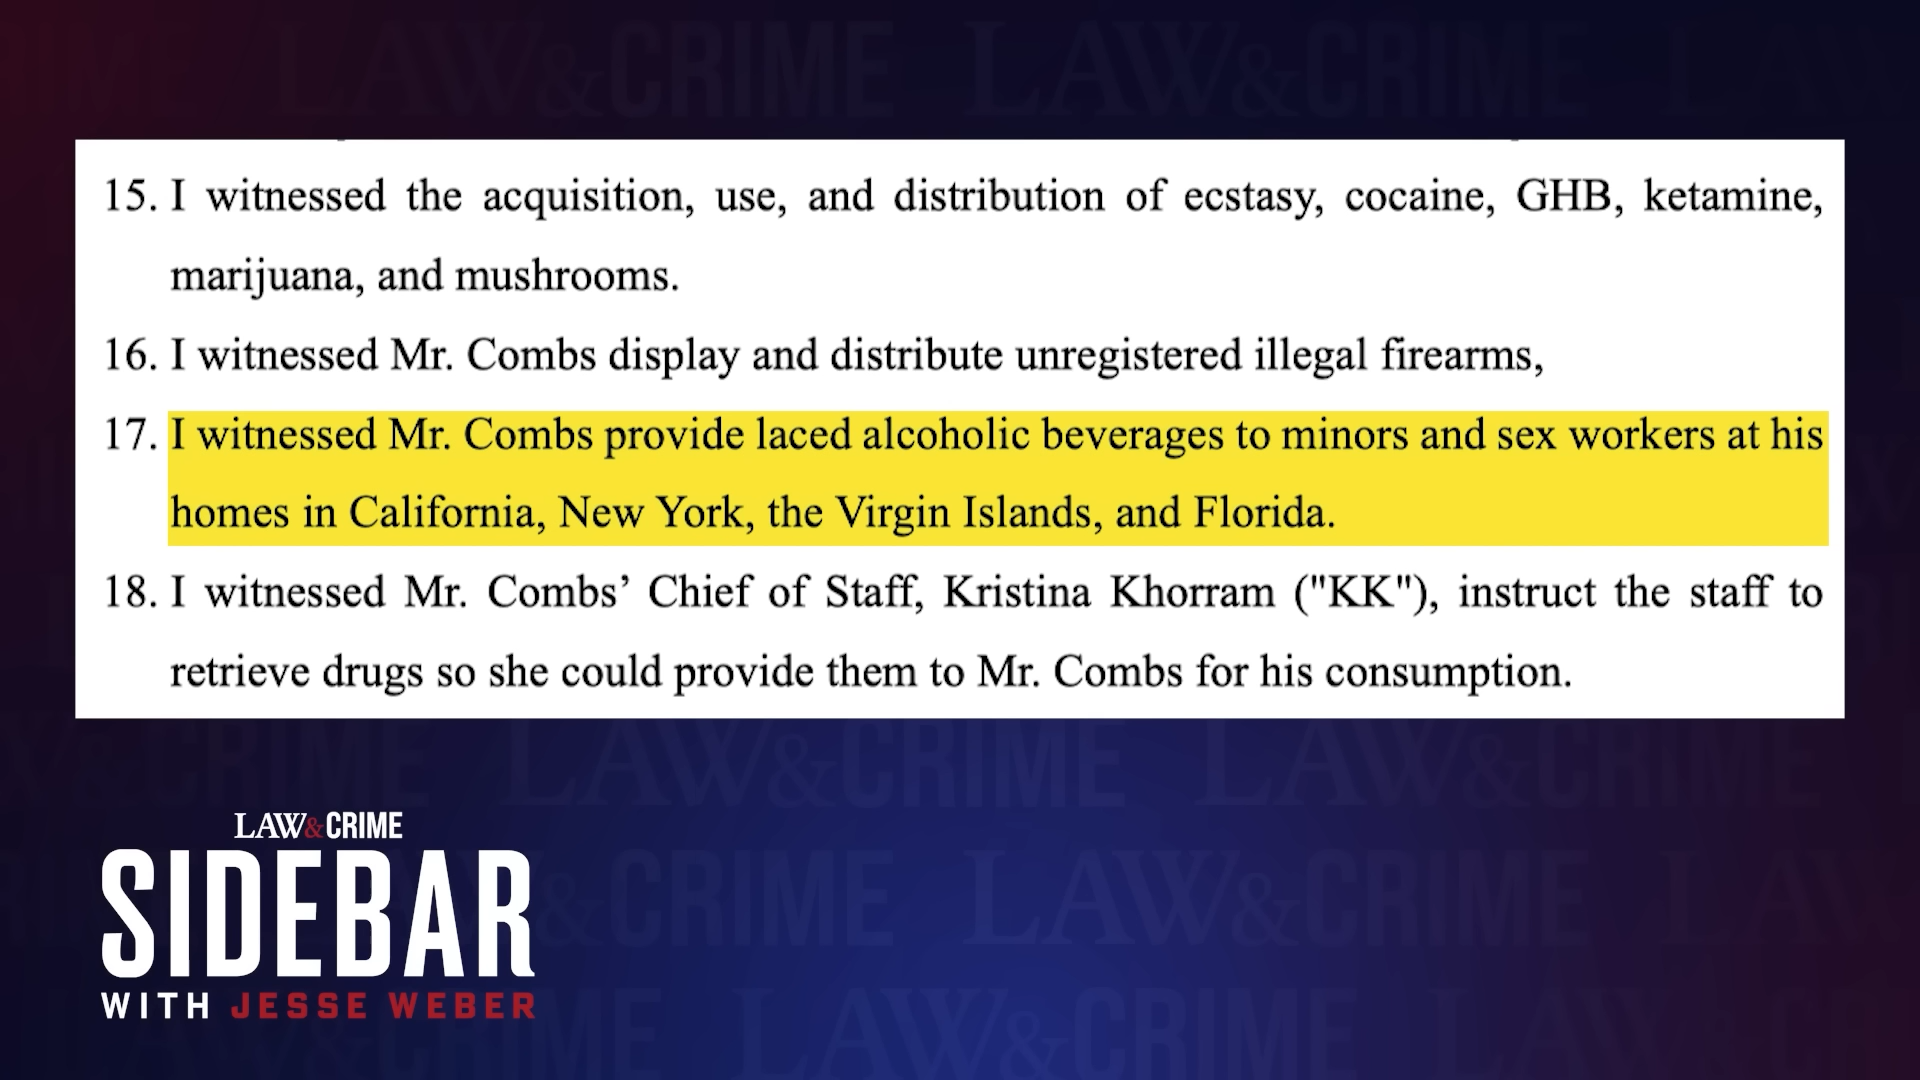 15. I witnessed the acquisition, use, and distribution of ecstasy, cocaine, GHB, ketamine,
marijuana, and mushrooms.
16. I witnessed Mr. Combs display and distribute unregistered illegal firearms,
17. I witnessed Mr. Combs provide laced alcoholic beverages to minors and sex workers at his
homes in California, New York, the Virgin Islands, and Florida.
18. I witnessed Mr. Combs’ Chief of Staff, Kristina Khorram ("KK"), instruct the staff to
retrieve drugs so she could provide them to Mr. Combs for his consumption.
LAW&CRIME
SIDEBAR
WITH JESSE WEBER